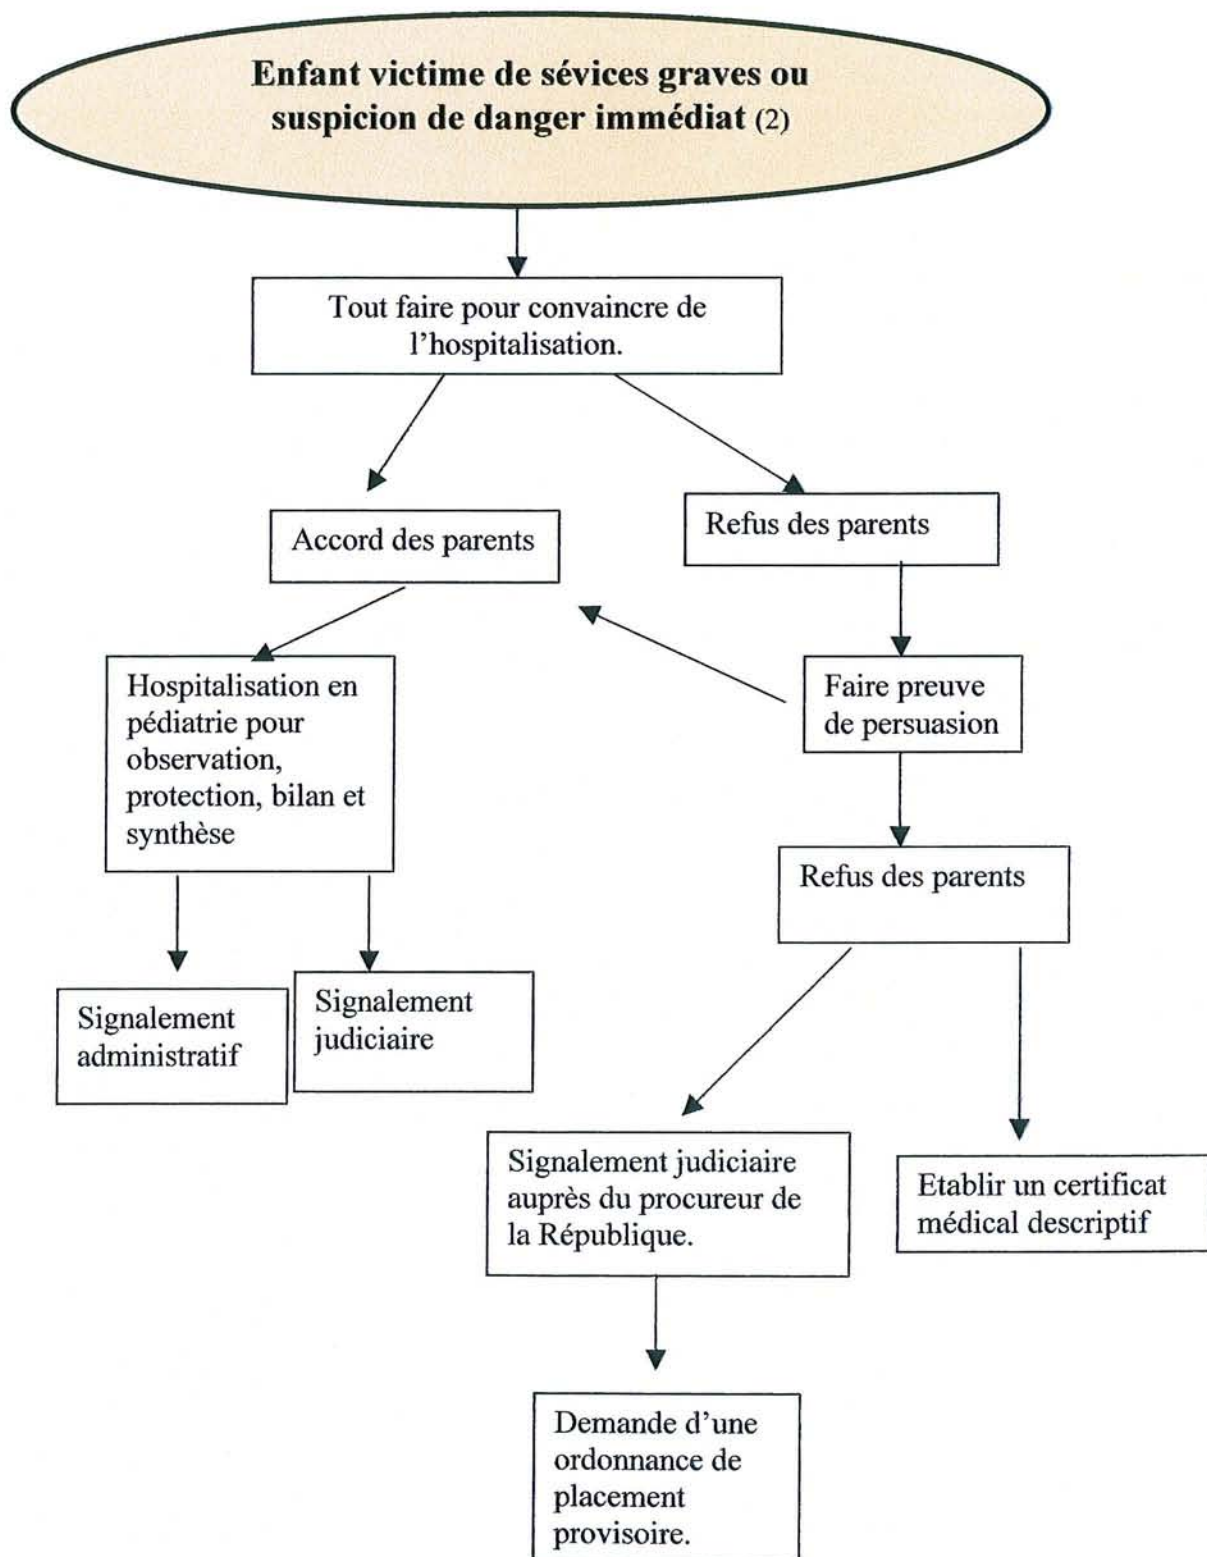 Enfant victime de sévices graves ou
suspicion de danger immédiat (2)
Tout faire pour convaincre de
l'hospitalisation.
Accord des parents
Refus des parents
Hospitalisation en
pédiatrie pour
observation,
protection, bilan et
synthèse
Faire preuve
de persuasion
Refus des parents
Signalement
administratif
Signalement
judiciaire
Signalement judiciaire
auprès du procureur de
la République.
Etablir un certificat
médical descriptif
Demande d'une
ordonnance de
placement
provisoire.